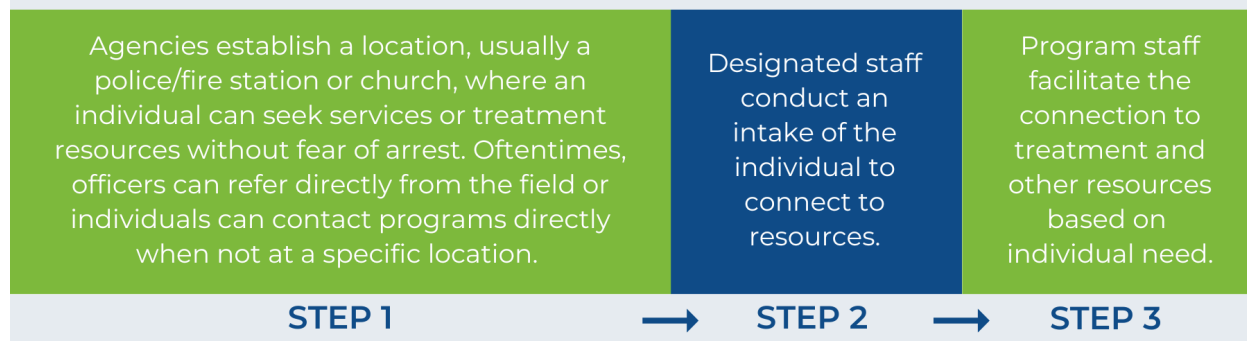 Agencies establish a location, usually a
police/fire station or church, where an
individual can seek services or treatment
resources without fear of arrest. Oftentimes,
officers can refer directly from the field or
individuals can contact programs directly
when not at a specific location.
Designated staff
conduct an
intake of the
individual to
connect to
resources.
Program staff
facilitate the
connection to
treatment and
other resources
based on
individual need.
STEP 1
STEP 2
STEP 3